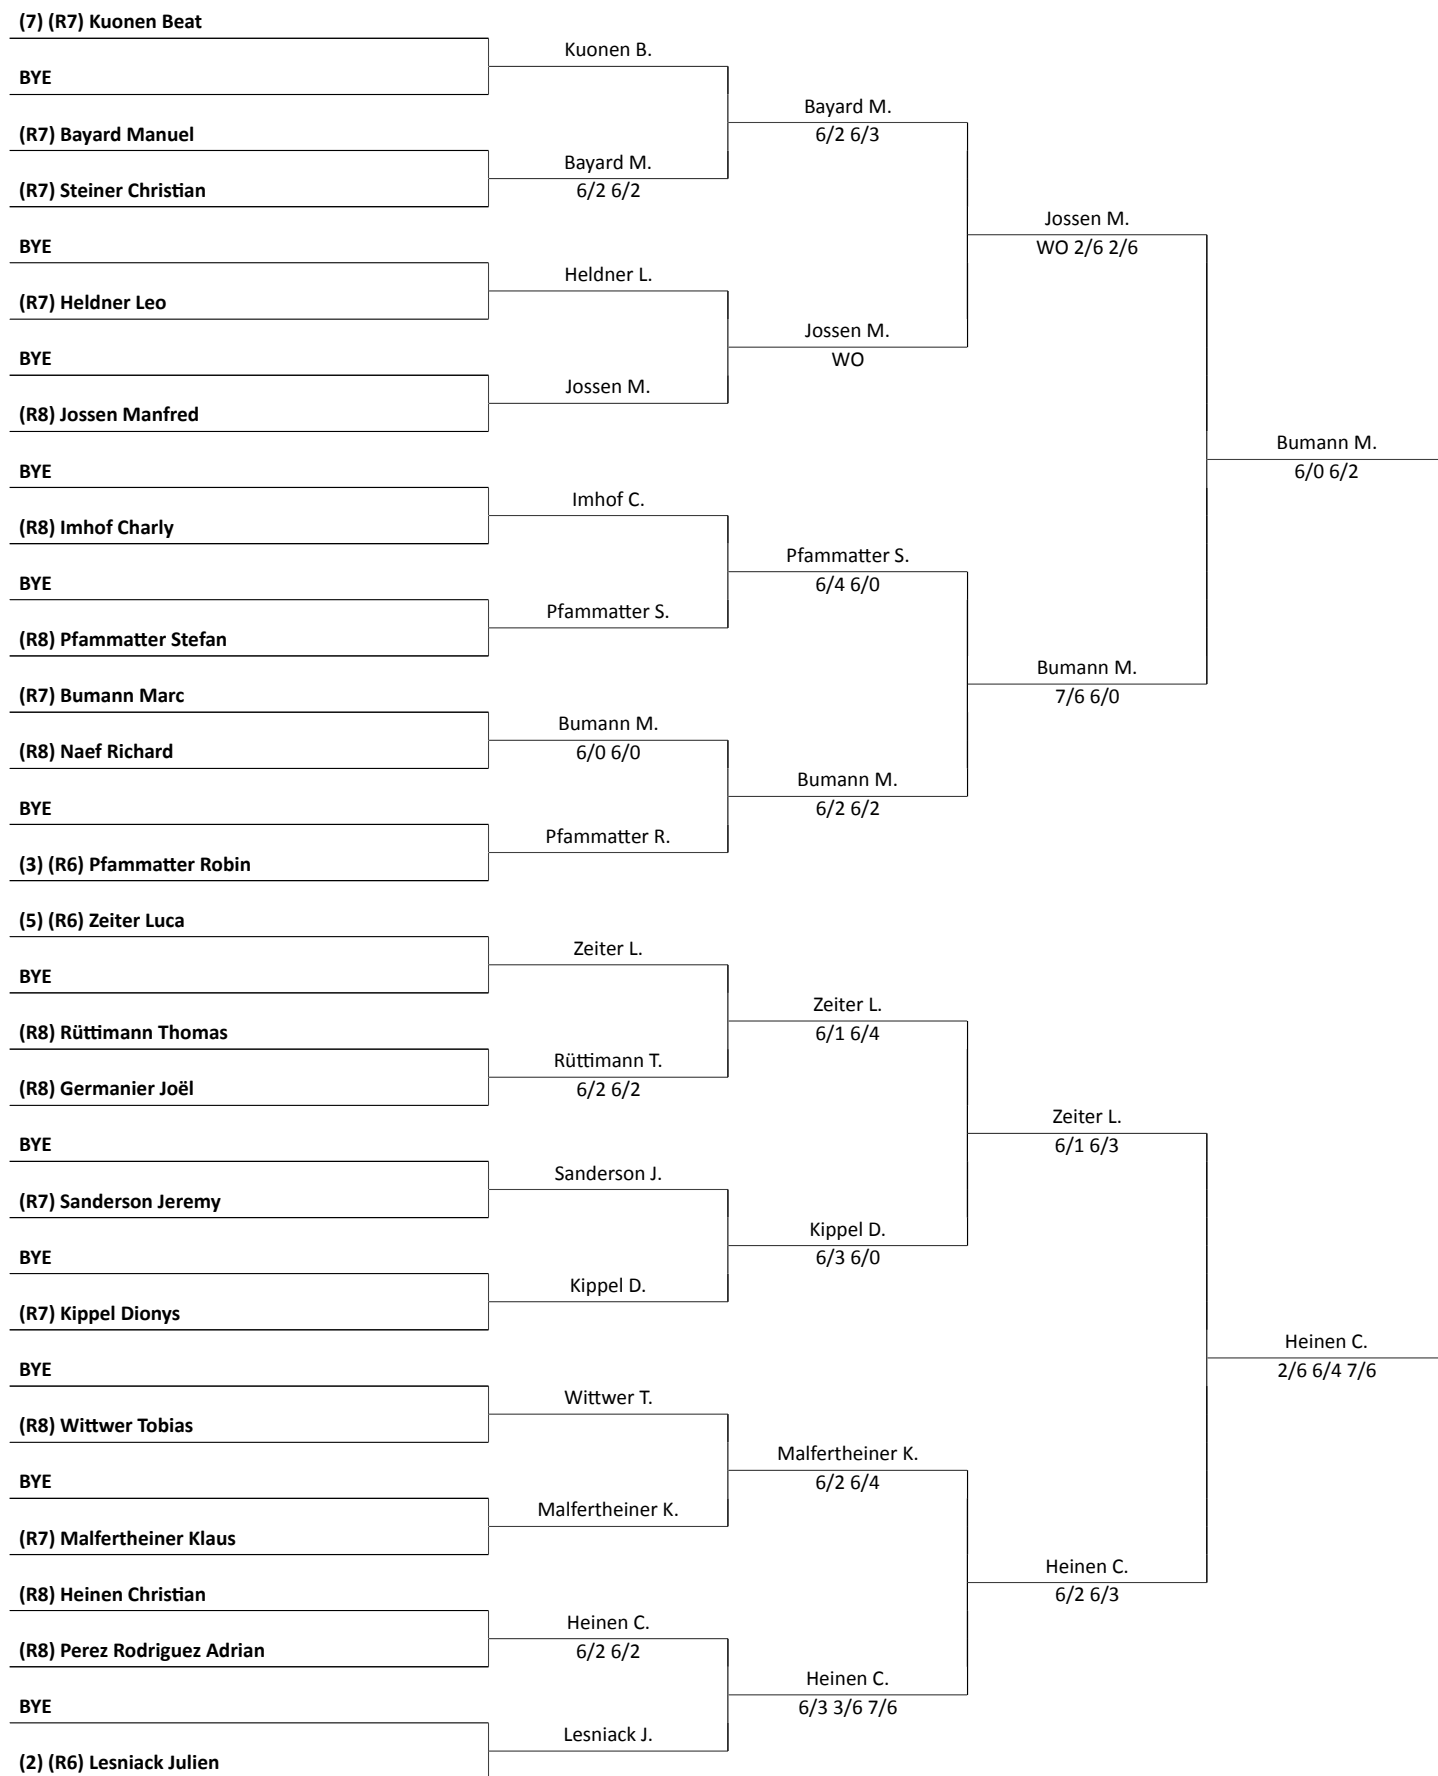 (7) (R7) Kuonen Beat
Kuonen B.
BYE
Bayard M.
6/2 6/3
(R7) Bayard Manuel
Bayard M.
6/2 6/2
(R7) Steiner Christian
Jossen M.
WO 2/6 2/6
BYE
Heldner L.
(R7) Heldner Leo
Jossen M.
WO
BYE
Jossen M.
(R8) Jossen Manfred
Bumann M.
6/0 6/2
BYE
Imhof C.
(R8) Imhof Charly
Pfammatter S.
6/4 6/0
BYE
Pfammatter S.
(R8) Pfammatter Stefan
Bumann M.
7/6 6/0
(R7) Bumann Marc
Bumann M.
6/0 6/0
(R8) Naef Richard
Bumann M.
6/2 6/2
BYE
Pfammatter R.
(3) (R6) Pfammatter Robin
(5) (R6) Zeiter Luca
Zeiter L.
BYE
Zeiter L.
6/1 6/4
(R8) Rüttimann Thomas
Rüttimann T.
6/2 6/2
(R8) Germanier Joël
Zeiter L.
6/1 6/3
BYE
Sanderson J.
(R7) Sanderson Jeremy
Kippel D.
6/3 6/0
BYE
Kippel D.
(R7) Kippel Dionys
Heinen C.
2/6 6/4 7/6
BYE
Wittwer T.
(R8) Wittwer Tobias
Malfertheiner K.
6/2 6/4
BYE
Malfertheiner K.
(R7) Malfertheiner Klaus
Heinen C.
6/2 6/3
(R8) Heinen Christian
Heinen C.
6/2 6/2
(R8) Perez Rodriguez Adrian
Heinen C.
6/3 3/6 7/6
BYE
Lesniack J.
(2) (R6) Lesniack Julien